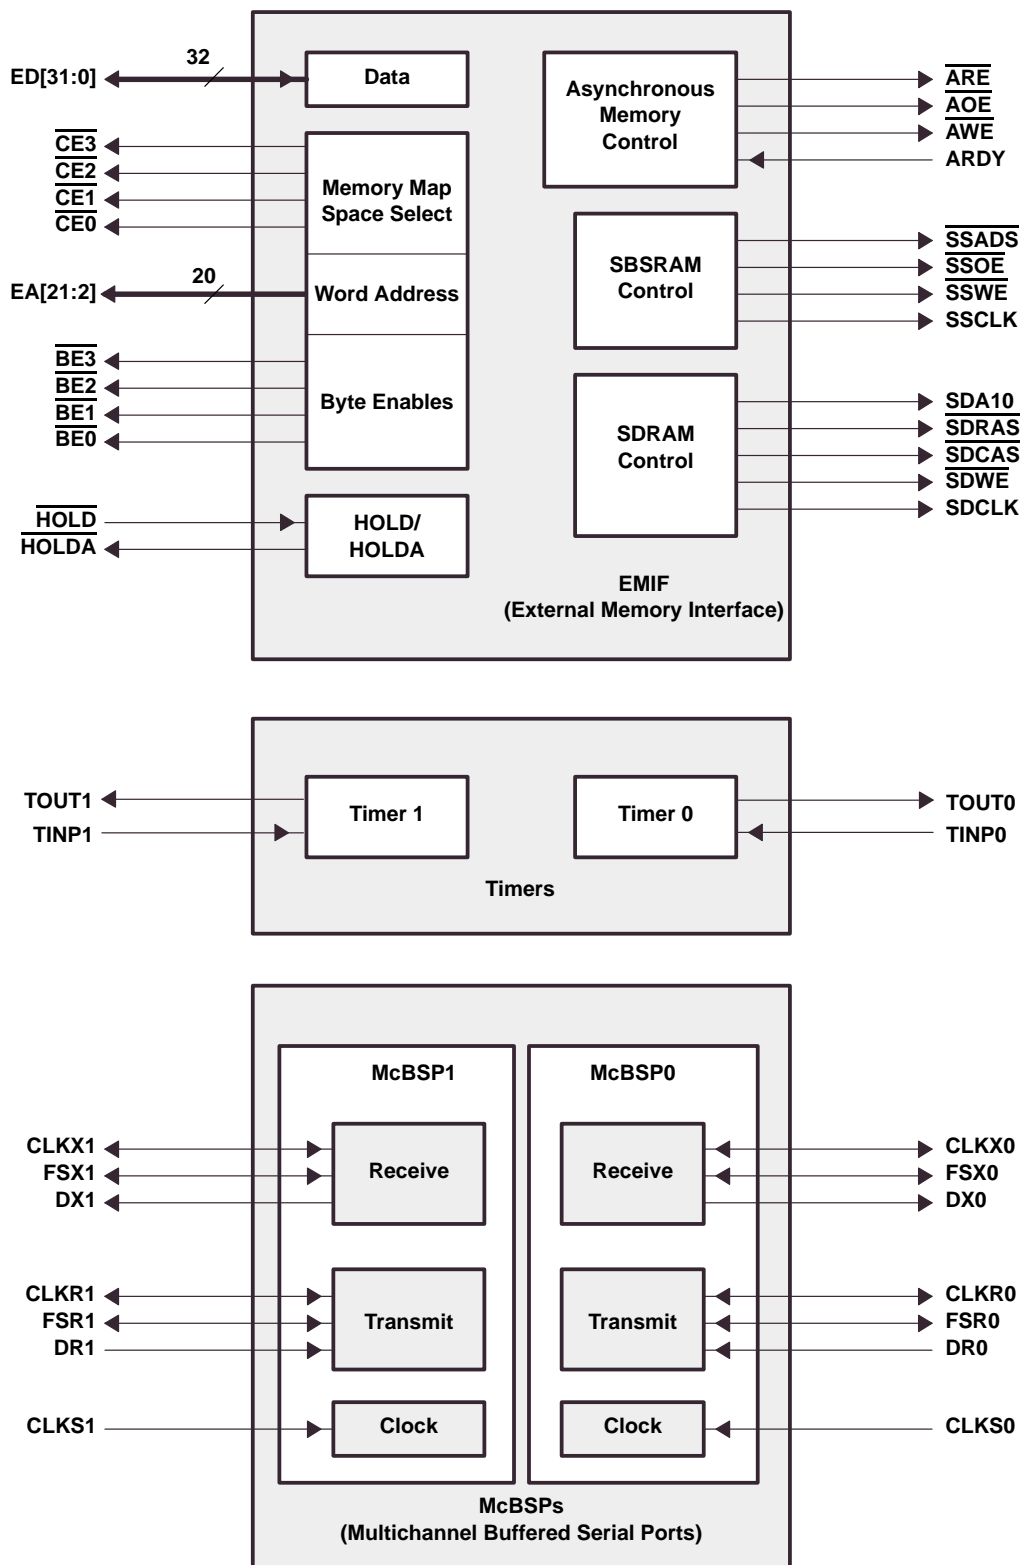 32
ED[31:0]
Data
CE3
CE2
CE1
CE0
Memory Map
Space Select
20
EA[21:2]
Word Address
BE3
BE2
BE1
BE0
Byte Enables
HOLD
HOLDA
HOLD/
HOLDA
Asynchronous
Memory
Control
ARE
AOE
AWE
ARDY
SBSRAM
Control
SSADS
SSOE
SSWE
SSCLK
SDRAM
Control
SDA10
SDRAS
SDCAS
SDWE
SDCLK
EMIF
(External Memory Interface)
TOUT1
TINP1
Timer 1
Timer 0
TOUT0
TINP0
Timers
McBSP1
McBSP0
CLKX1
FSX1
DX1
Receive
Receive
CLKX0
FSX0
DX0
CLKR1
FSR1
DR1
Transmit
Transmit
CLKR0
FSR0
DR0
CLKS1
Clock
Clock
CLKS0
McBSPs
(Multichannel Buffered Serial Ports)